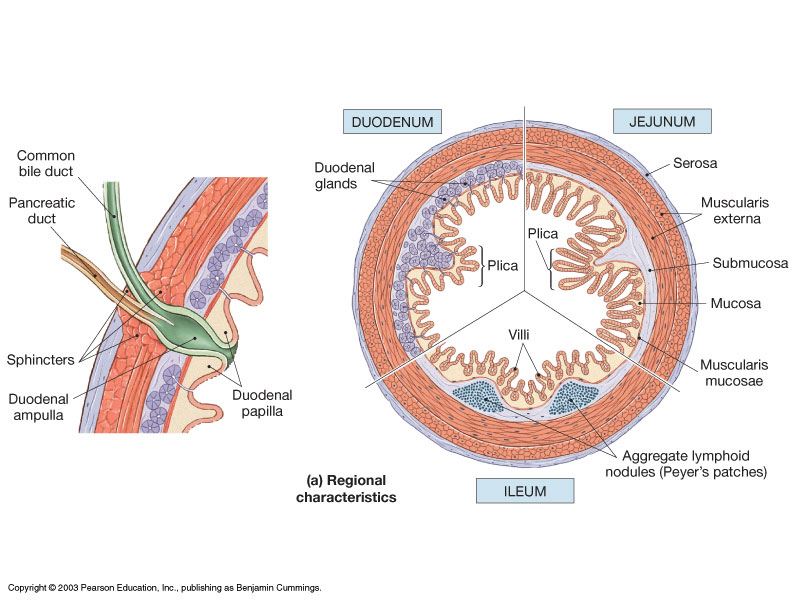 DUODENUM
JEJUNUM
Common
bile duct
Pancreatic
duct
Sphincters
Duodenal
ampulla
Duodenal
papilla
Duodenal
glands
Plica
Plica
Villi
Serosa
Muscularis
externa
Submucosa
Mucosa
Muscularis
mucosae
Aggregate lymphoid
nodules (Peyer's patches)
(a) Regional
characteristics
ILEUM
Copyright © 2003 Pearson Education, Inc., publishing as Benjamin Cummings.